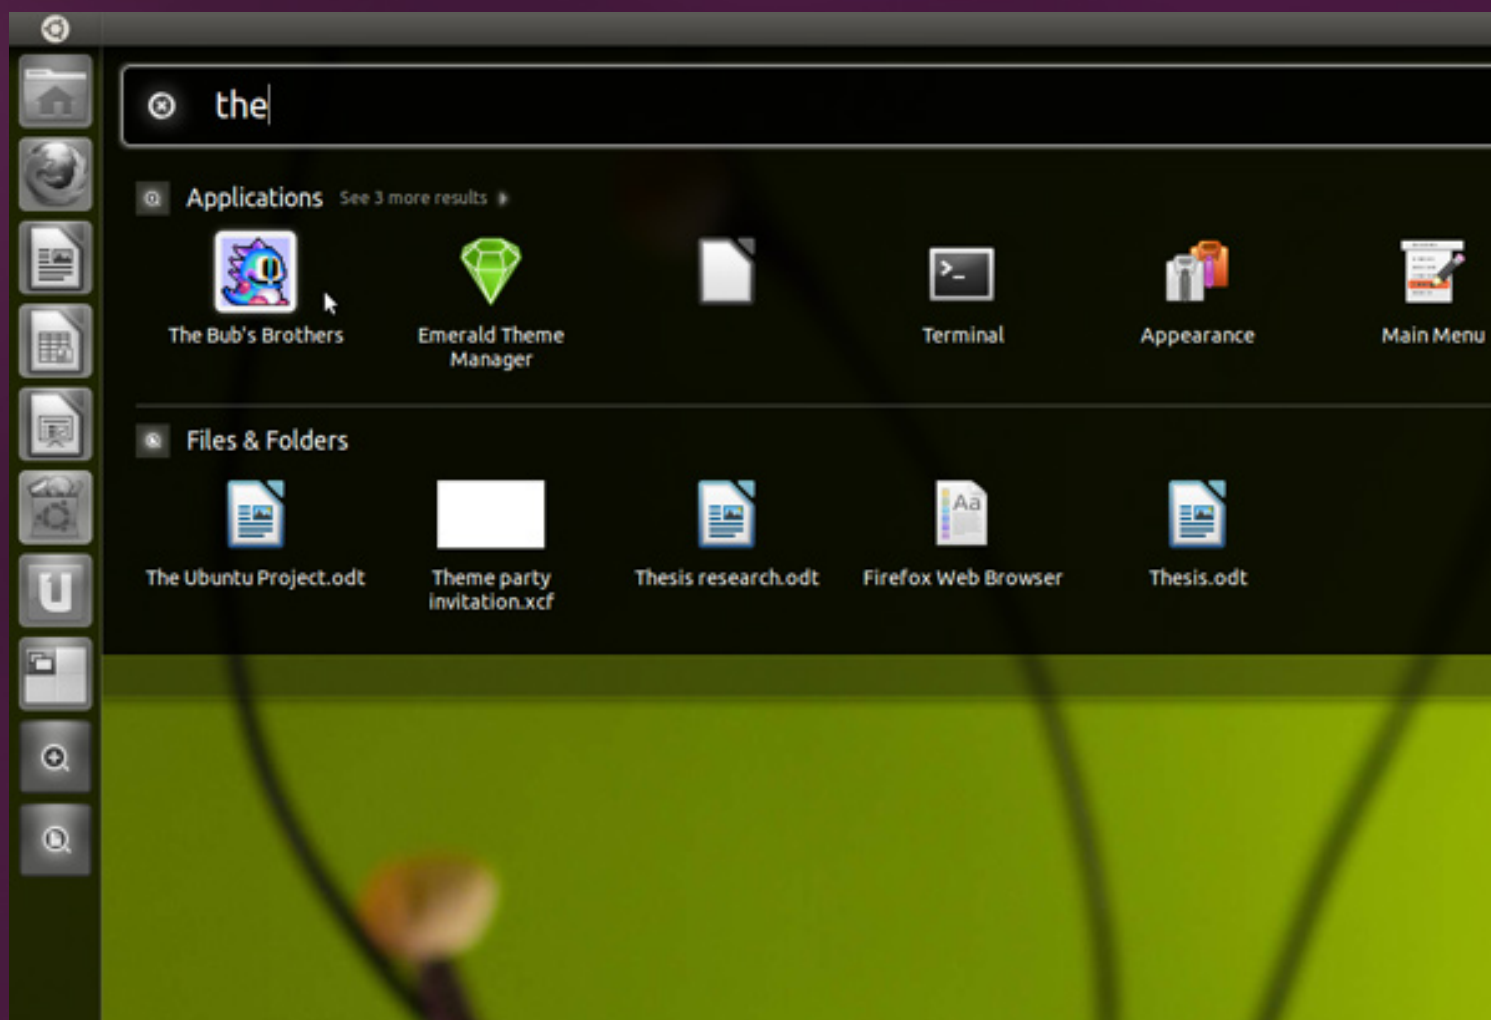 the
Applications See 3 more results
The Bub's Brothers
Emerald Theme
Manager
Terminal
Appearance
Main Menu
Files & Folders
The Ubuntu Project.odt
Theme party
invitation.xcf
Thesis research.odt
Firefox Web Browser
Thesis.odt